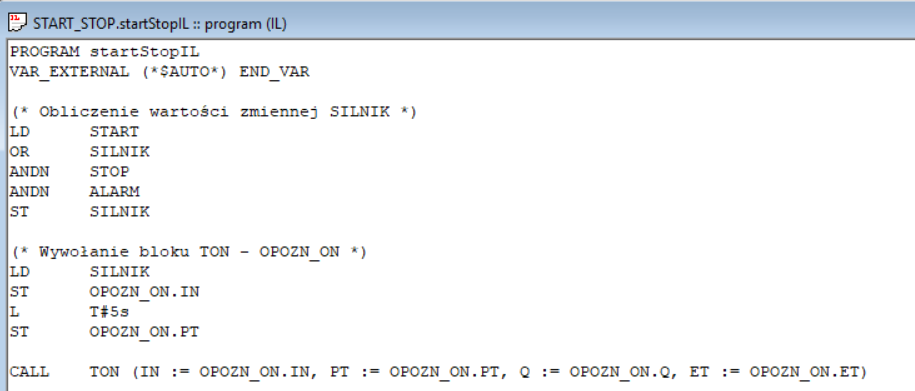 START_STOP.startStopIL :: program (IL)
PROGRAM startStopIL
VAR_EXTERNAL (*$AUTO*) END_VAR
(* Obliczenie wartości zmiennej SILNIK *)
LD START
OR SILNIK
ANDN STOP
ANDN ALARM
ST SILNIK
(* Wywołanie bloku TON - OPOZN_ON *)
LD SILNIK
ST OPOZN_ON.IN
L T#5s
ST OPOZN_ON.PT
CALL TON (IN := OPOZN_ON.IN, PT := OPOZN_ON.PT, Q := OPOZN_ON.Q, ET := OPOZN_ON.ET)